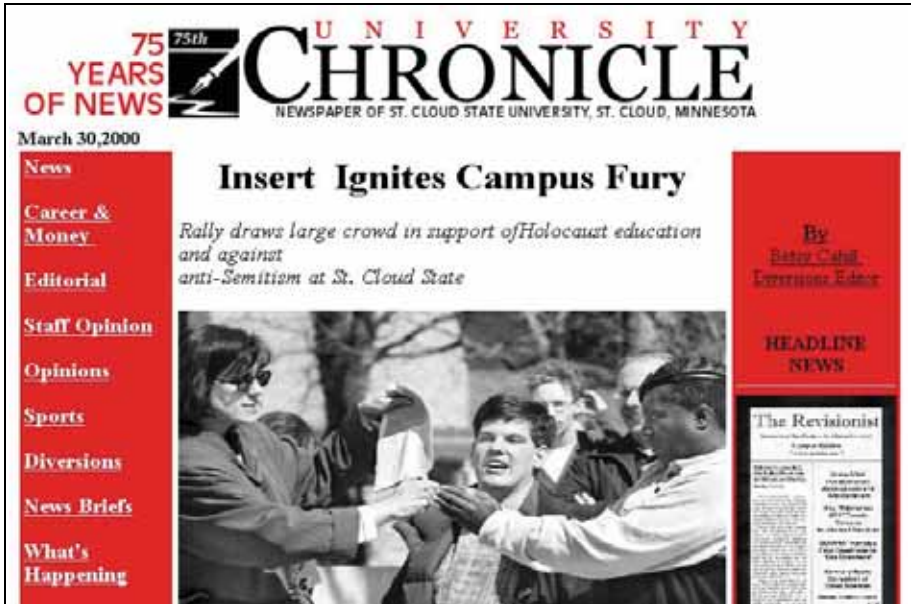 75
YEARS
OF NEWS
75th
UNIVERSITY
CHRONICLE
NEWSPAPER OF ST. CLOUD STATE UNIVERSITY, ST. CLOUD, MINNESOTA
March 30,2000
News
Career &
Money
Editorial
Staff Opinion
Opinions
Sports
Diversions
News Briefs
What's
Happening
Insert Ignites Campus Fury
Rally draws large crowd in support ofHolocaust education
and against
anti-Semitism at St. Cloud State
By
Betsy Cahill
Diversions Editor
HEADLINE
NEWS
The Revisionist